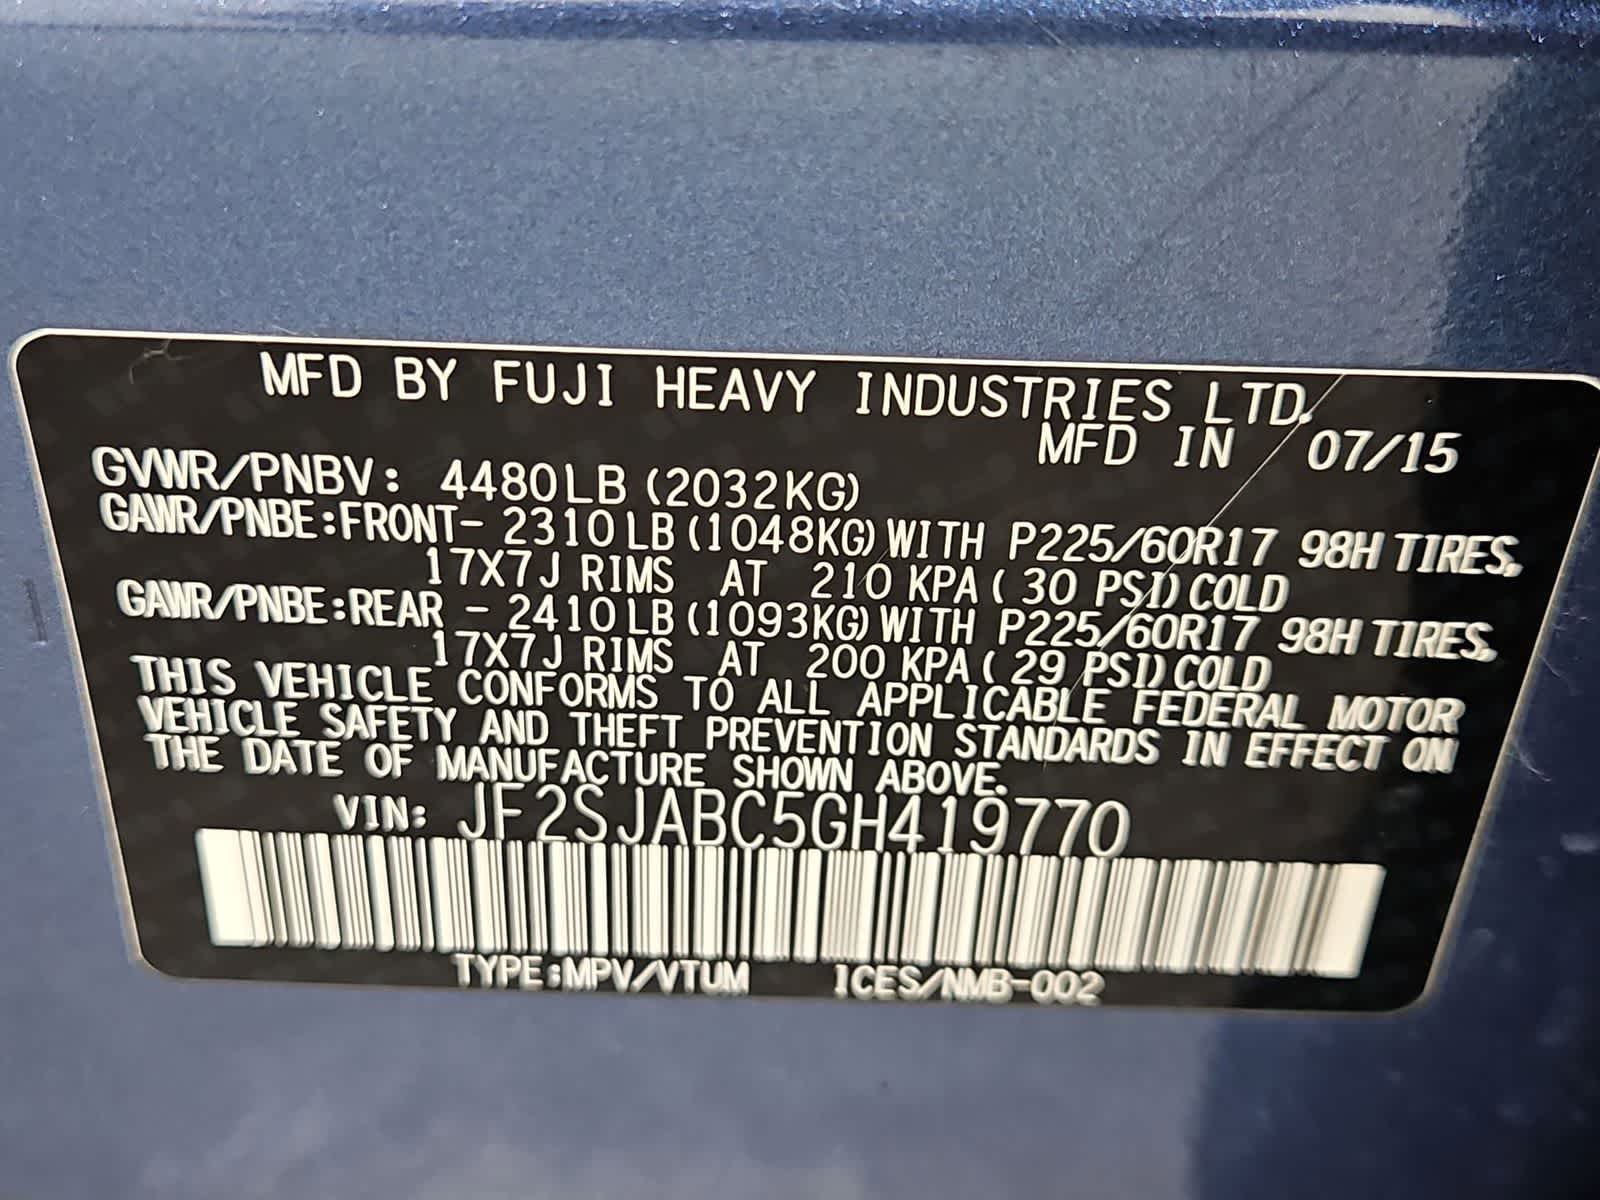 MFD BY FUJI HEAVY INDUSTRIES LTD.
MFD IN 07/15
GVWR/PNBV: 4480LB (2032KG)
GAWR/PNBE:FRONT- 2310LB (1048KG) WITH P225/60R17 98H TIRES,
17X7J RIMS AT 210 KPA ( 30 PSI) COLD
GAWR/PNBE:REAR - 2410LB (1093KG) WITH P225/60R17 98H TIRES,
17X7J RIMS AT 200 KPA ( 29 PSI) COLD
THIS VEHICLE CONFORMS TO ALL APPLICABLE FEDERAL MOTOR
VEHICLE SAFETY AND THEFT PREVENTION STANDARDS IN EFFECT ON
THE DATE OF MANUFACTURE SHOWN ABOVE.
VIN: JF2SJABC5GH419770
TYPE:MPV/VTUM ICES/NMB-002